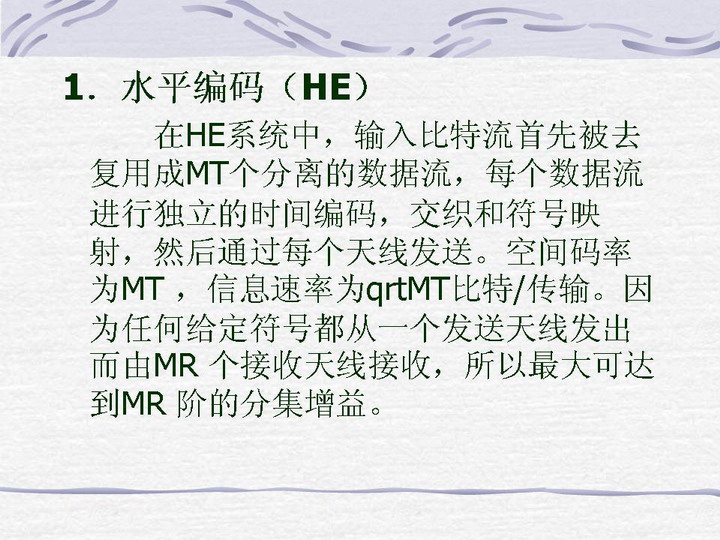 1．水平编码（HE）
在HE系统中，输入比特流首先被去
复用成MT个分离的数据流，每个数据流
进行独立的时间编码，交织和符号映
射，然后通过每个天线发送。空间码率
为MT ，信息速率为qrtMT比特/传输。因
为任何给定符号都从一个发送天线发出
而由MR 个接收天线接收，所以最大可达
到MR 阶的分集增益。